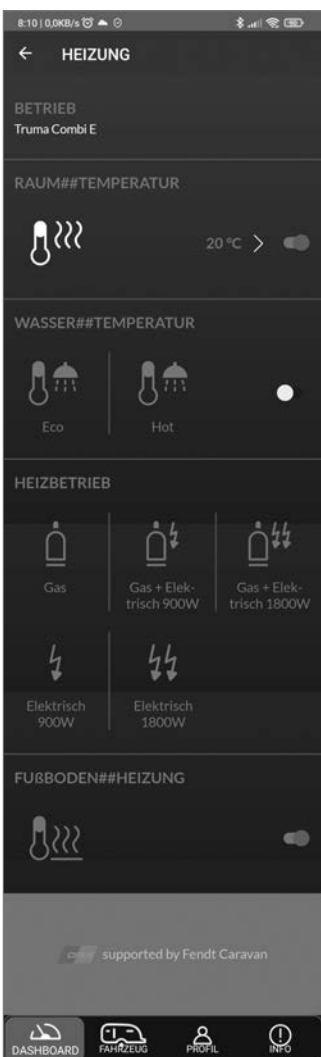 8:10 | 0,0KB/s
HEIZUNG
BETRIEB
Truma Combi E
RAUM##TEMPERATUR
20 °C
WASSER##TEMPERATUR
Eco
Hot
HEIZBETRIEB
Gas
Gas + Elek-
trisch 900W
Gas + Elek-
trisch 1800W
Elektrisch
900W
Elektrisch
1800W
FUẞBODEN##HEIZUNG
supported by Fendt Caravan
DASHBOARD
FAHRZEUG
PROFIL
INFO